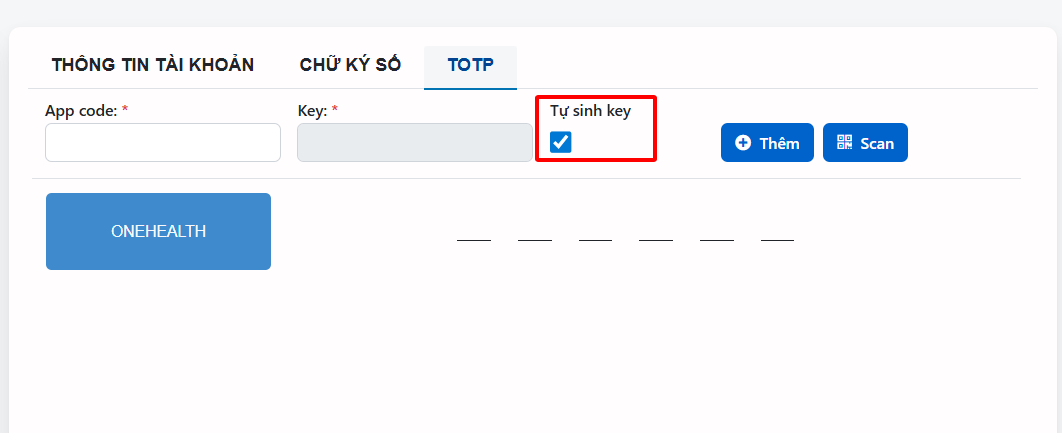 THÔNG TIN TÀI KHOẢN CHỮ KÝ SỐ TOTP
App code: * Key: * Tự sinh key
Thêm Scan
ONEHEALTH